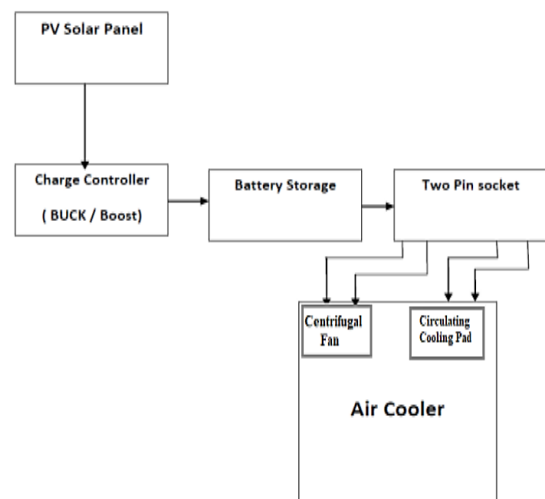 PV Solar Panel
Charge Controller
( BUCK / Boost)
Battery Storage
Two Pin socket
Centrifugal
Fan
Circulating
Cooling Pad
Air Cooler